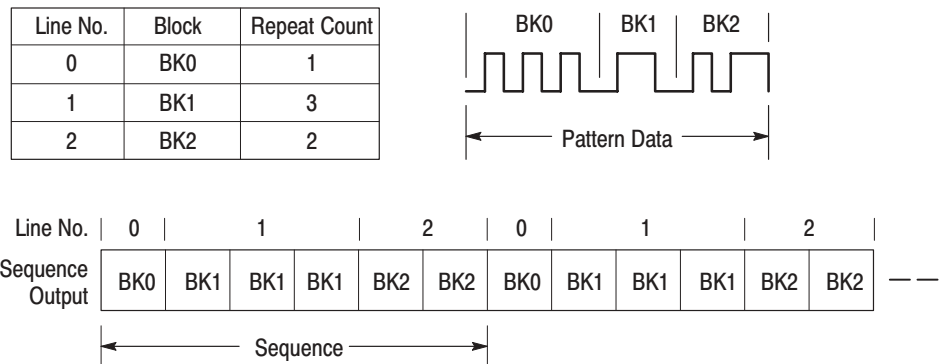 Line No. Block Repeat Count
0 BK0 1
1 BK1 3
2 BK2 2
BK0 BK1 BK2
Pattern Data
Line No. 0 1 2 0 1 2
Sequence Output BK0 BK1 BK1 BK1 BK2 BK2 BK0 BK1 BK1 BK1 BK2 BK2
Sequence